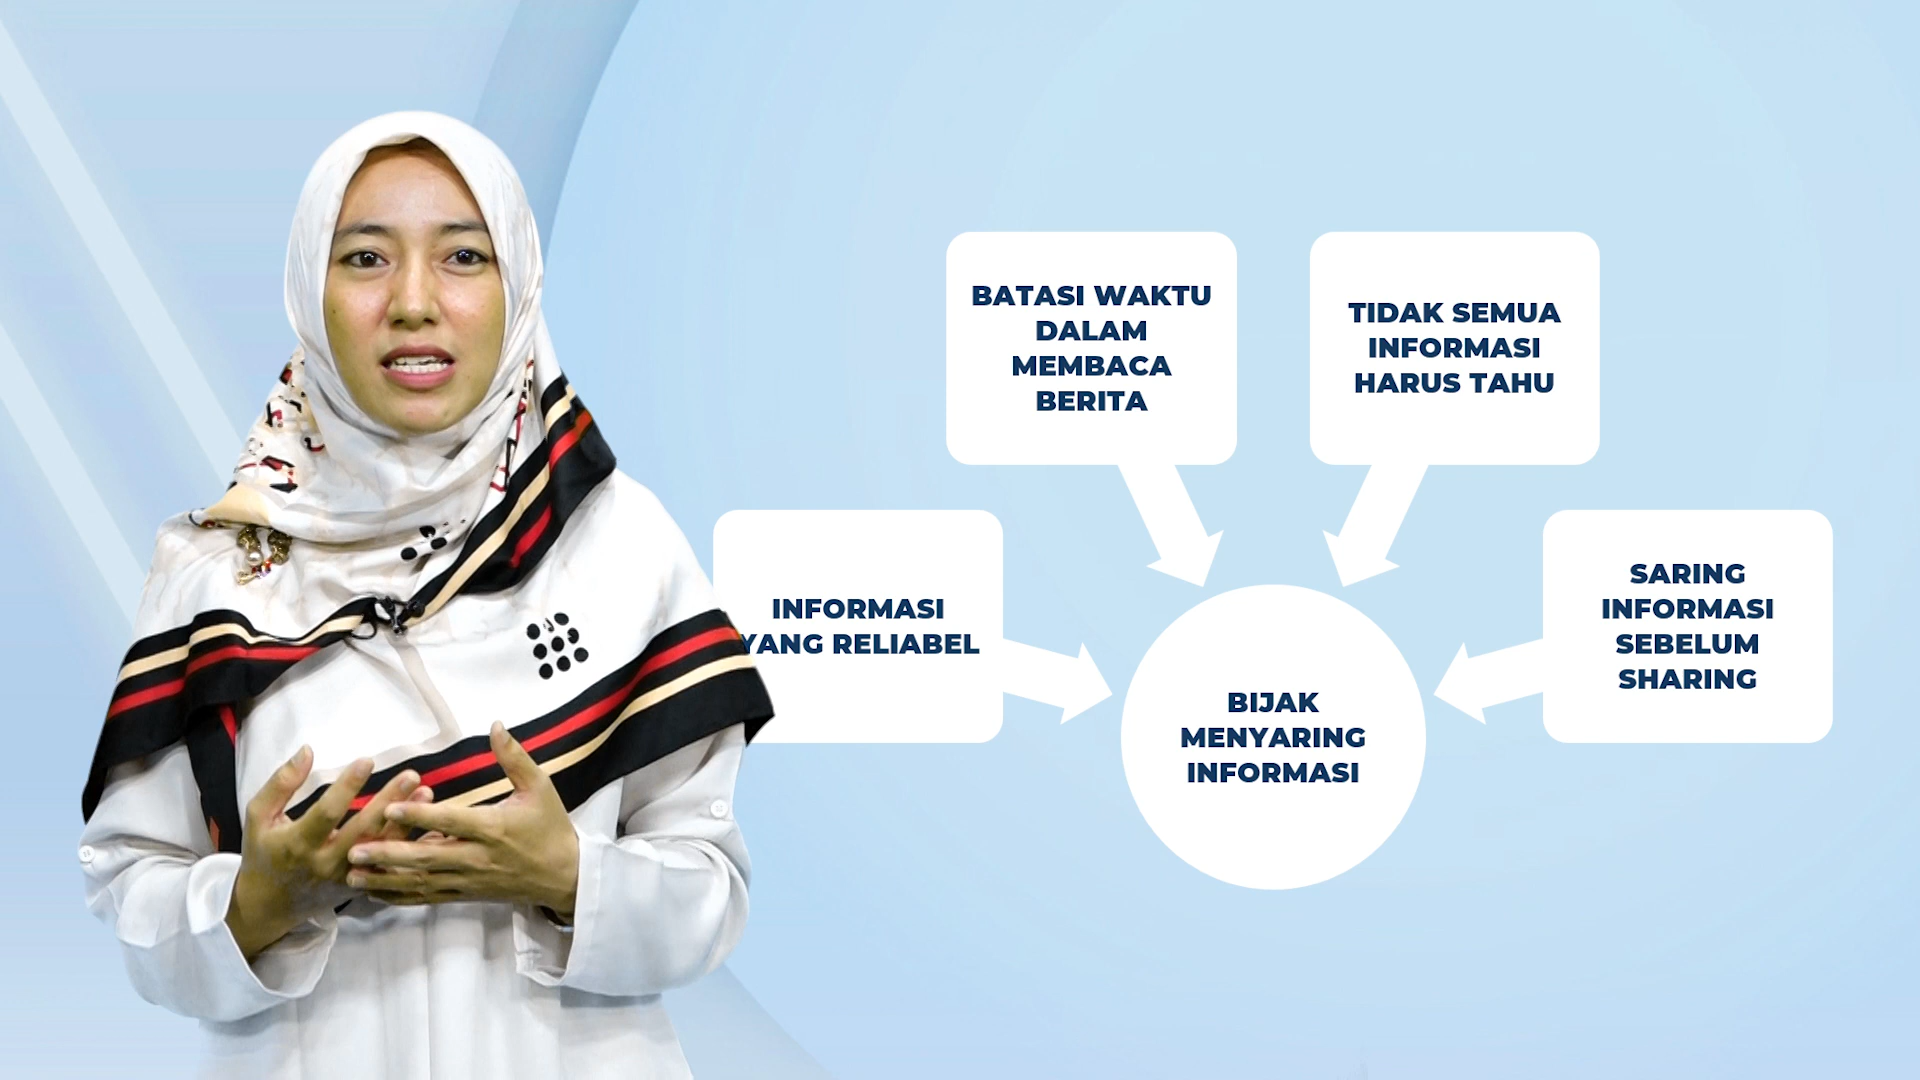 BATASI WAKTU
DALAM
MEMBACA
BERITA
TIDAK SEMUA
INFORMASI
HARUS TAHU
INFORMASI
YANG RELIABEL
SARING
INFORMASI
SEBELUM
SHARING
BIJAK
MENYARING
INFORMASI